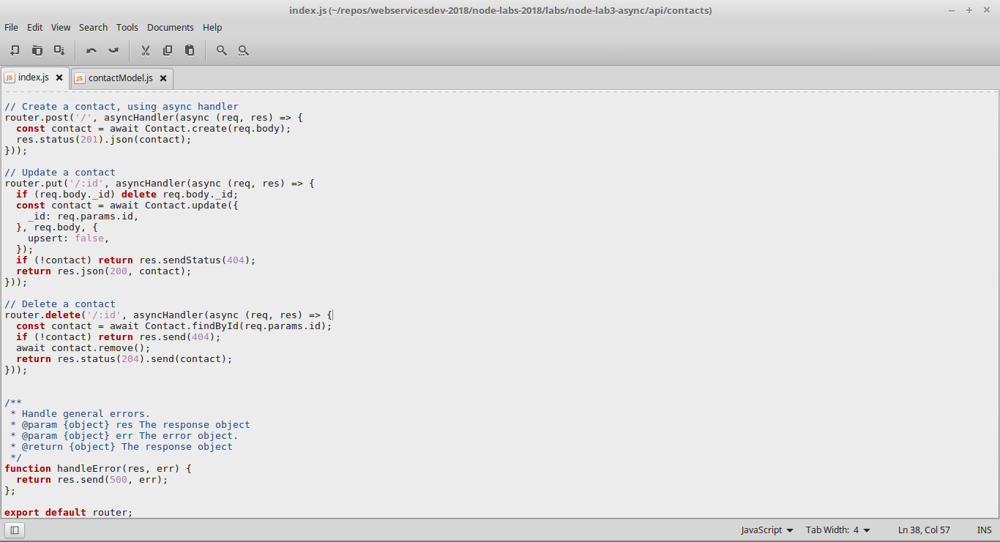 index.js (~/repos/webservicesdev-2018/node-labs-2018/labs/node-lab3-async/api/contacts)
File Edit View Search Tools Documents Help
JS index.js JS contactModel.js
// Create a contact, using async handler
router.post('/', asyncHandler(async (req, res) => {
  const contact = await Contact.create(req.body);
  res.status(201).json(contact);
}));
// Update a contact
router.put('/:id', asyncHandler(async (req, res) => {
  if (req.body._id) delete req.body._id;
  const contact = await Contact.update({
    _id: req.params.id,
  }, req.body, {
    upsert: false,
  });
  if (!contact) return res.sendStatus(404);
  return res.json(200, contact);
}));
// Delete a contact
router.delete('/:id', asyncHandler(async (req, res) => {
  const contact = await Contact.findById(req.params.id);
  if (!contact) return res.send(404);
  await contact.remove();
  return res.status(204).send(contact);
}));
/**
 * Handle general errors.
 * @param {object} res The response object
 * @param {object} err The error object.
 * @return {object} The response object
 */
function handleError(res, err) {
  return res.send(500, err);
};
export default router;
JavaScript Tab Width: 4 Ln 38, Col 57 INS